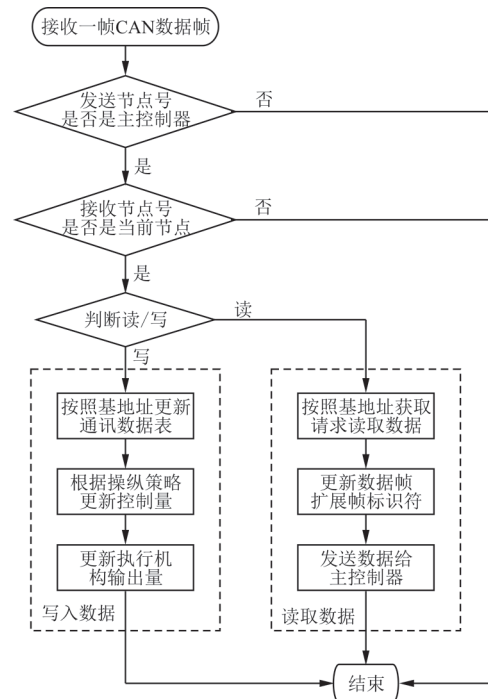 接收一帧CAN数据帧
发送节点号
是否是主控制器
否
是
接收节点号
是否是当前节点
否
是
判断读/写
读
写
按照基地址更新
通讯数据表
根据操纵策略
更新控制量
更新执行机
构输出量
写入数据
按照基地址获取
请求读取数据
更新数据帧
扩展帧标识符
发送数据给
主控制器
读取数据
结束